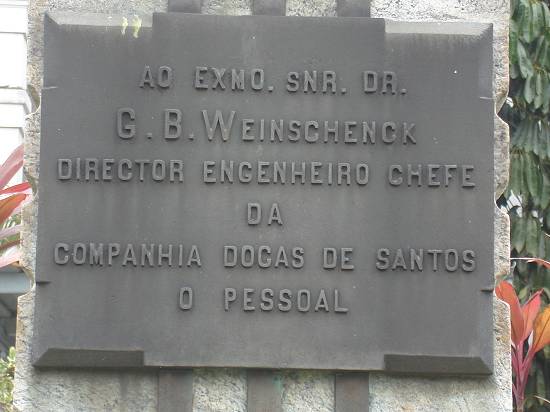 AO EXMO. SNR. DR.
G.B. WEINSCHENCK
DIRECTOR ENGENHEIRO CHEFE
DA
COMPANHIA DOCAS DE SANTOS
O PESSOAL